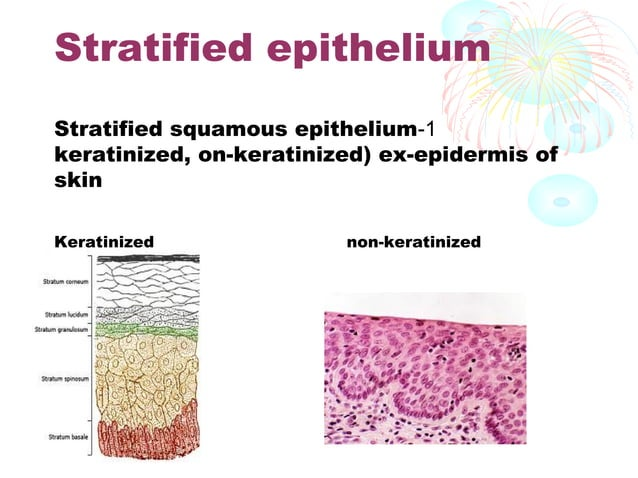 Stratified epithelium
Stratified squamous epithelium-1
keratinized, on-keratinized) ex-epidermis of
skin
Keratinized
non-keratinized
Stratum corneum
Stratum lucidum
Stratum granulosum
Stratum spinosum
Stratum basale